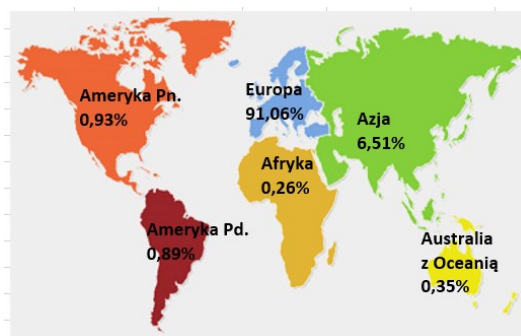 Ameryka Pn.
0,93%
Europa
91,06%
Azja
6,51%
Afryka
0,26%
Ameryka Pd.
0,89%
Australia
z Oceanią
0,35%